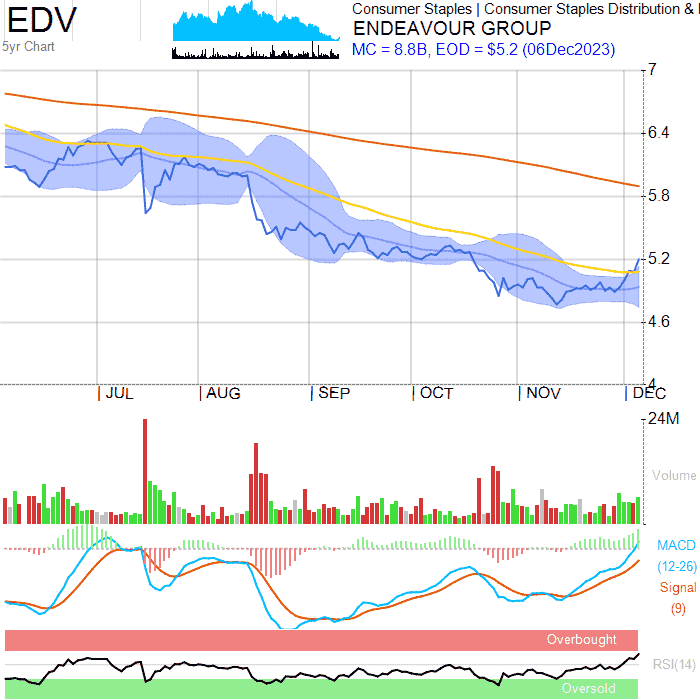 EDV
5yr Chart
Consumer Staples | Consumer Staples Distribution &
ENDEAVOUR GROUP
MC = 8.8B, EOD = $5.2 (06Dec2023)
7
6.4
5.8
5.2
4.6
4
JUL
AUG
SEP
OCT
NOV
DEC
24M
Volume
MACD
(12-26)
Signal
(9)
Overbought
RSI(14)
Oversold